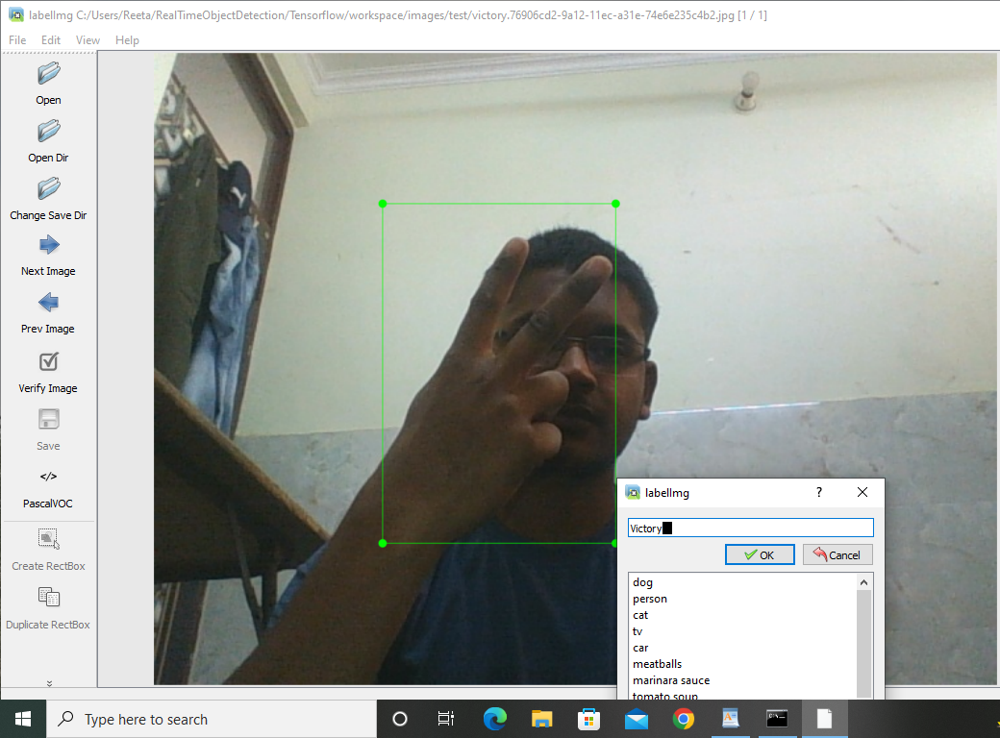 labelImg C:/Users/Reeta/RealTimeObjectDetection/Tensorflow/workspace/images/test/victory.76906cd2-9a12-11ec-a31e-74e6e235c4b2.jpg [1 / 1]
File Edit View Help
Open
Open Dir
Change Save Dir
Next Image
Prev Image
Verify Image
Save
</>
PascalVOC
Create RectBox
Duplicate RectBox
labelImg ?
Victory
OK Cancel
dog
person
cat
tv
car
meatballs
marinara sauce
tomato soup
Type here to search